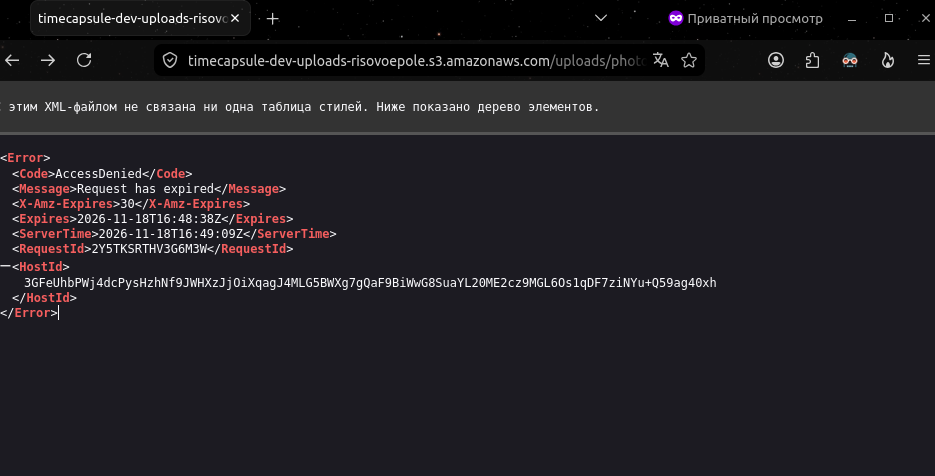 timecapsule-dev-uploads-risovo
Приватный просмотр
timecapsule-dev-uploads-risovoepole.s3.amazonaws.com/uploads/photo
этим XML-файлом не связана ни одна таблица стилей. Ниже показано дерево элементов.
<Error>
<Code>AccessDenied</Code>
<Message>Request has expired</Message>
<X-Amz-Expires>30</X-Amz-Expires>
<Expires>2026-11-18T16:48:38Z</Expires>
<ServerTime>2026-11-18T16:49:09Z</ServerTime>
<RequestId>2Y5TKSRTHV3G6M3W</RequestId>
—<HostId>
3GFeUhbPWj4dcPysHzhNf9JWHXzJjOiXqagJ4MLG5BWXg7gQaF9BiWwG8SuaYL20ME2cz9MGL6Os1qDF7ziNYu+Q59ag40xh
</HostId>
</Error>